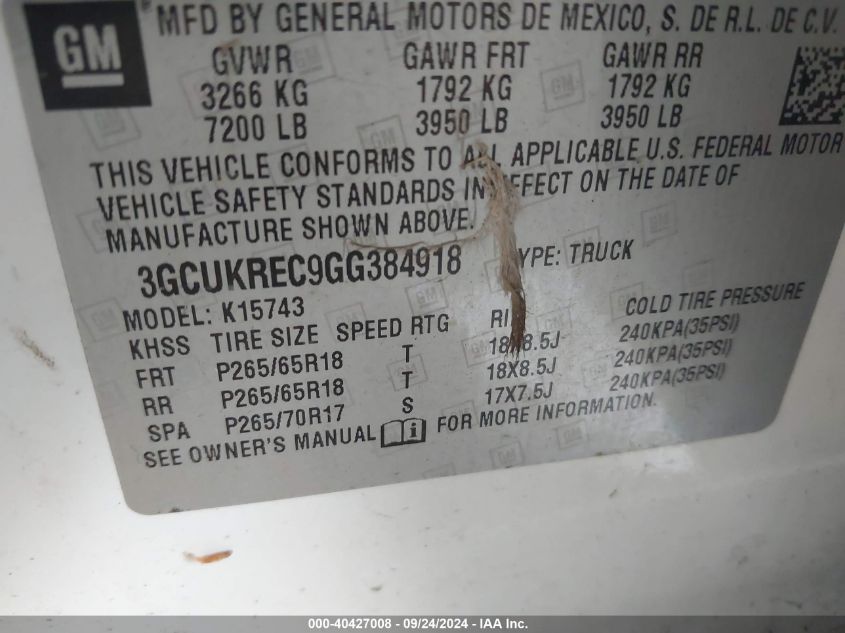 GM
® MFD BY GENERAL MOTORS DE MEXICO, S. DE R.L. DE C.V.
GVWR GAWR FRT GAWR RR
3266 KG 1792 KG 1792 KG
7200 LB 3950 LB 3950 LB
THIS VEHICLE CONFORMS TO ALL APPLICABLE U.S. FEDERAL MOTOR
VEHICLE SAFETY STANDARDS IN EFFECT ON THE DATE OF
MANUFACTURE SHOWN ABOVE.
3GCUKREC9GG384918 TYPE: TRUCK
MODEL: K15743
KHSS TIRE SIZE SPEED RTG RIM COLD TIRE PRESSURE
FRT P265/65R18 T 18X8.5J 240KPA(35PSI)
RR P265/65R18 T 18X8.5J 240KPA(35PSI)
SPA P265/70R17 S 17X7.5J 240KPA(35PSI)
SEE OWNER'S MANUAL i FOR MORE INFORMATION.
000-40427008 - 09/24/2024 - IAA Inc.